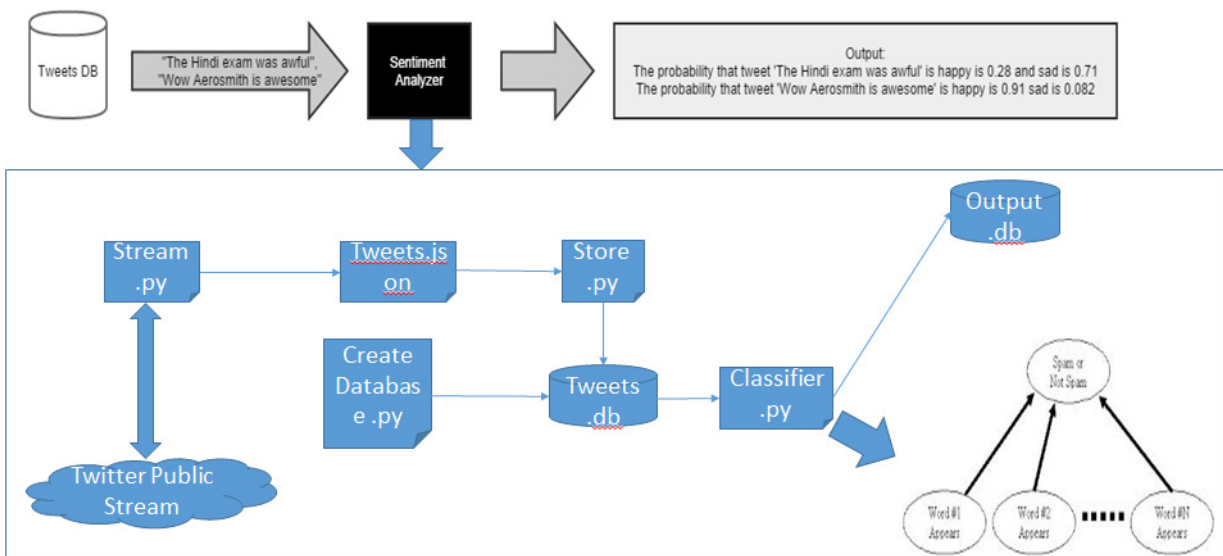 Tweets DB
"The Hindi exam was awful",
"Wow Aerosmith is awesome"
Sentiment
Analyzer
Output:
The probability that tweet 'The Hindi exam was awful' is happy is 0.28 and sad is 0.71
The probability that tweet 'Wow Aerosmith is awesome' is happy is 0.91 sad is 0.082
Stream
.py
Tweets.js
on
Store
.py
Output
.db
Create
Databas
e .py
Tweets
.db
Classifier
.py
Twitter Public
Stream
Spam or
Not Spam
Word #1
Appears
Word #2
Appears
Word #N
Appears